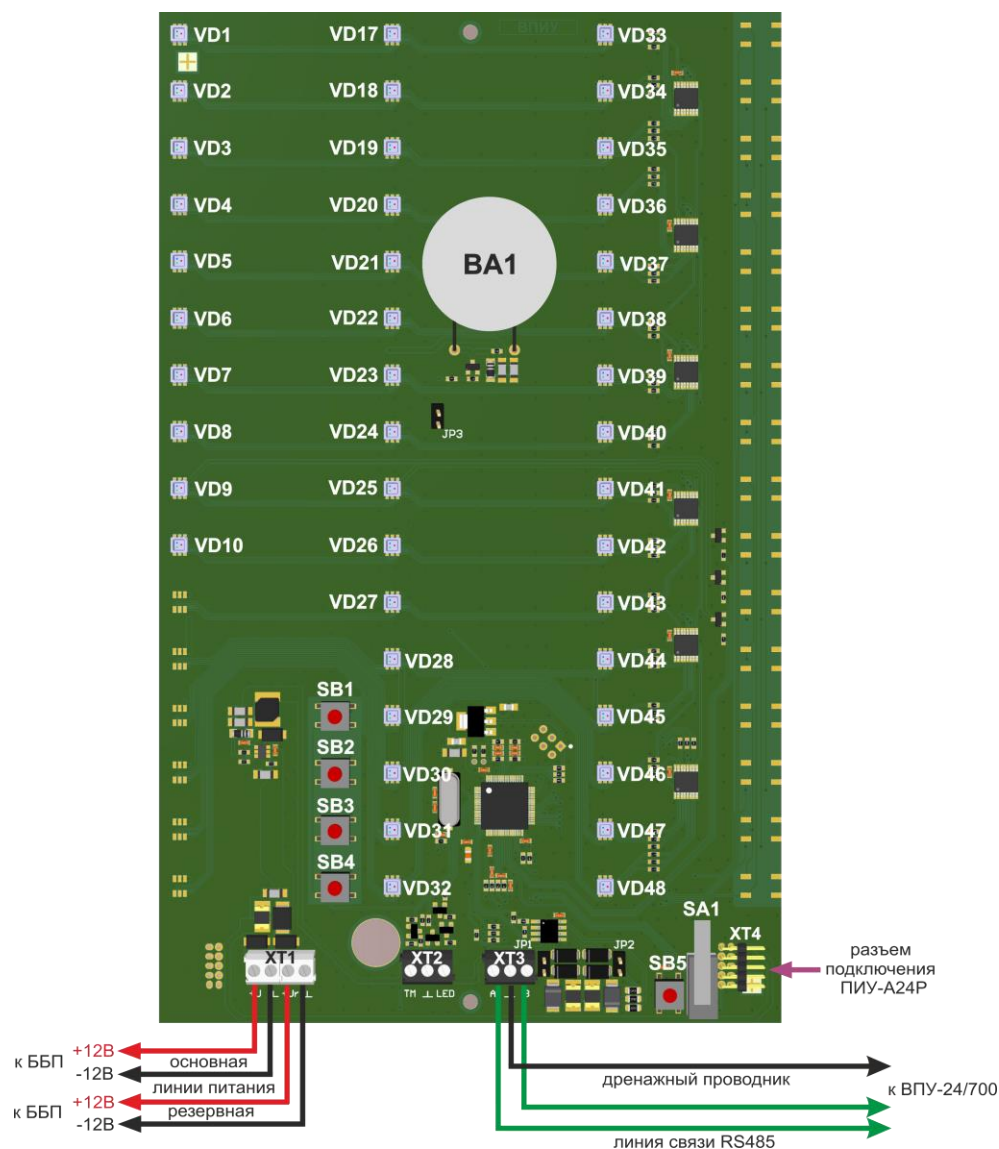 ВПИУ
VD1 VD17 VD33
VD2 VD18 VD34
VD3 VD19 VD35
VD4 VD20 VD36
VD5 VD21 VD37
BA1
VD6 VD22 VD38
VD7 VD23 VD39
VD8 VD24 VD40
JP3
VD9 VD25 VD41
VD10 VD26 VD42
VD27 VD43
VD28 VD44
SB1
VD29 VD45
SB2
VD30 VD46
SB3
VD31 VD47
SB4
VD32 VD48
SA1
XT4
JP1 JP2
XT1 XT2 XT3
SB5
разъем
подключения
ПИУ-А24Р
TM ⊥ LED
A
B
к ББП
+12В
-12В
основная
линии питания
к ББП
+12В
-12В
резервная
дренажный проводник
к ВПУ-24/700
линия связи RS485